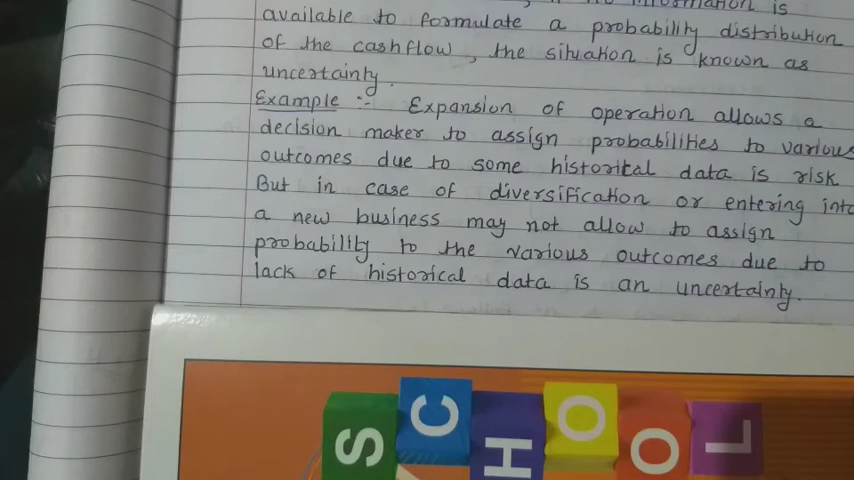 information is
available to formulate a probability distribution
of the cashflow, the situation is known as
uncertainty.
Example :- Expansion of operation allows a
decision maker to assign probabilities to various
outcomes due to some historical data is risk
But in case of diversification or entering into
a new business may not allow to assign
probability to the various outcomes due to
lack of historical data is an uncertainty.
SCHOOL